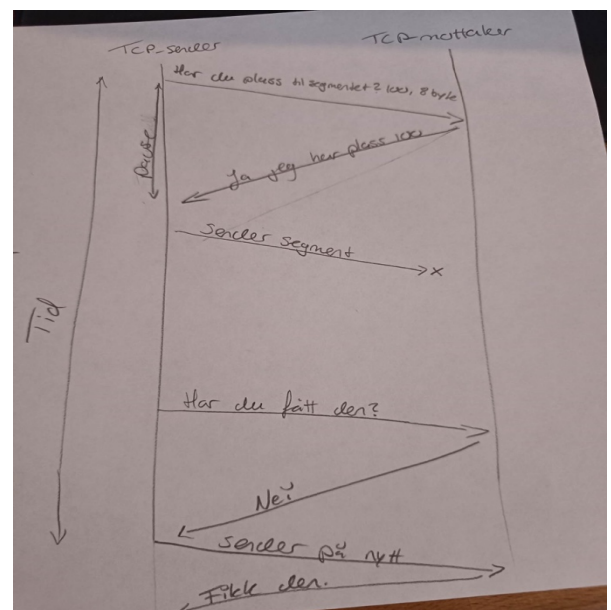 TCP-sender
TCP-mottaker
Har du plass til segmentet? 100, 8 byte
Pause
Ja jeg har plass 100
Sender segment
x
Tid
Har du fått den?
Nei
sender på nytt
Fikk den.